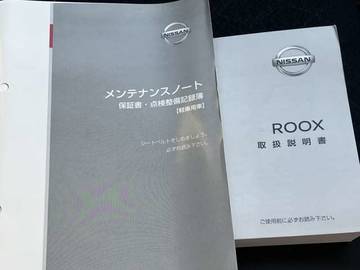 NISSAN
メンテナンスノート
保証書・点検整備記録簿
[軽乗用車]
シートベルトをしめましょう。
必ずお読み下さい。
NISSAN
ROOX
取扱説明書
ご使用前に必ずお読み下さい。